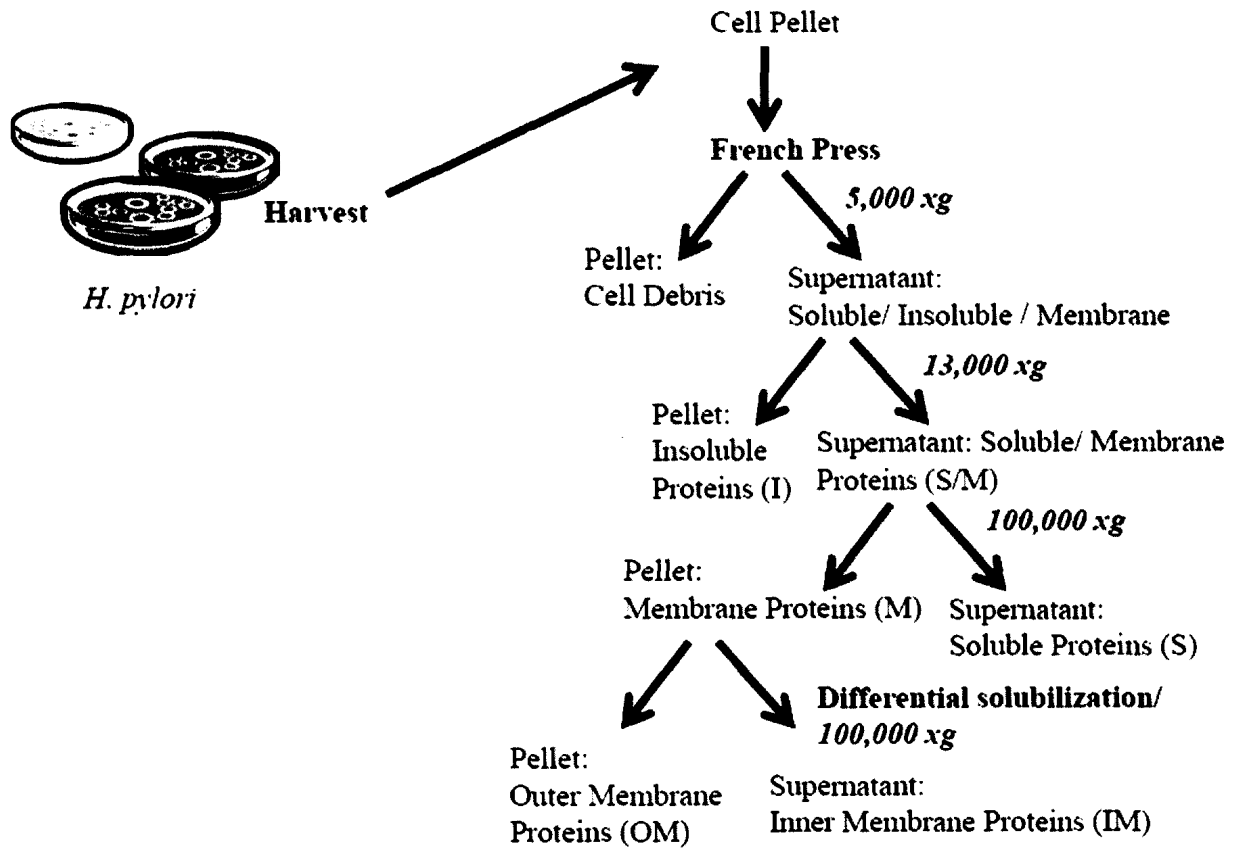 Cell Pellet
French Press
5,000 xg
Harvest
H. pylori
Pellet:
Cell Debris
Supernatant:
Soluble/ Insoluble / Membrane
13,000 xg
Pellet:
Insoluble
Proteins (I)
Supernatant: Soluble/ Membrane
Proteins (S/M)
100,000 xg
Pellet:
Membrane Proteins (M)
Supernatant:
Soluble Proteins (S)
Differential solubilization/
100,000 xg
Pellet:
Outer Membrane
Proteins (OM)
Supernatant:
Inner Membrane Proteins (IM)